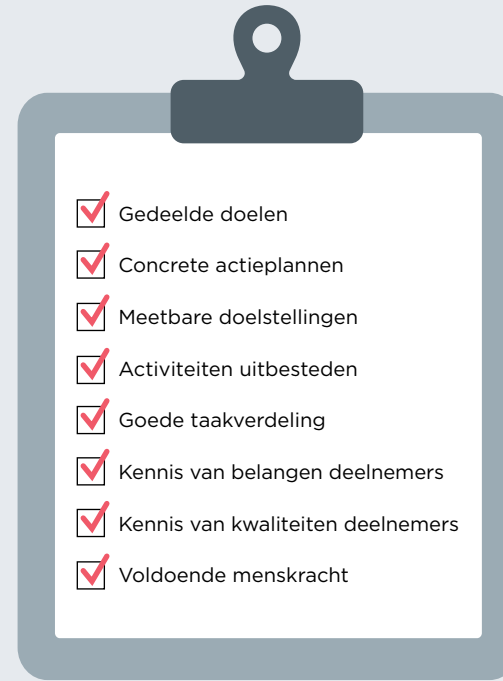 Gedeelde doelen
Concrete actieplannen
Meetbare doelstellingen
Activiteiten uitbesteden
Goede taakverdeling
Kennis van belangen deelnemers
Kennis van kwaliteiten deelnemers
Voldoende menskracht